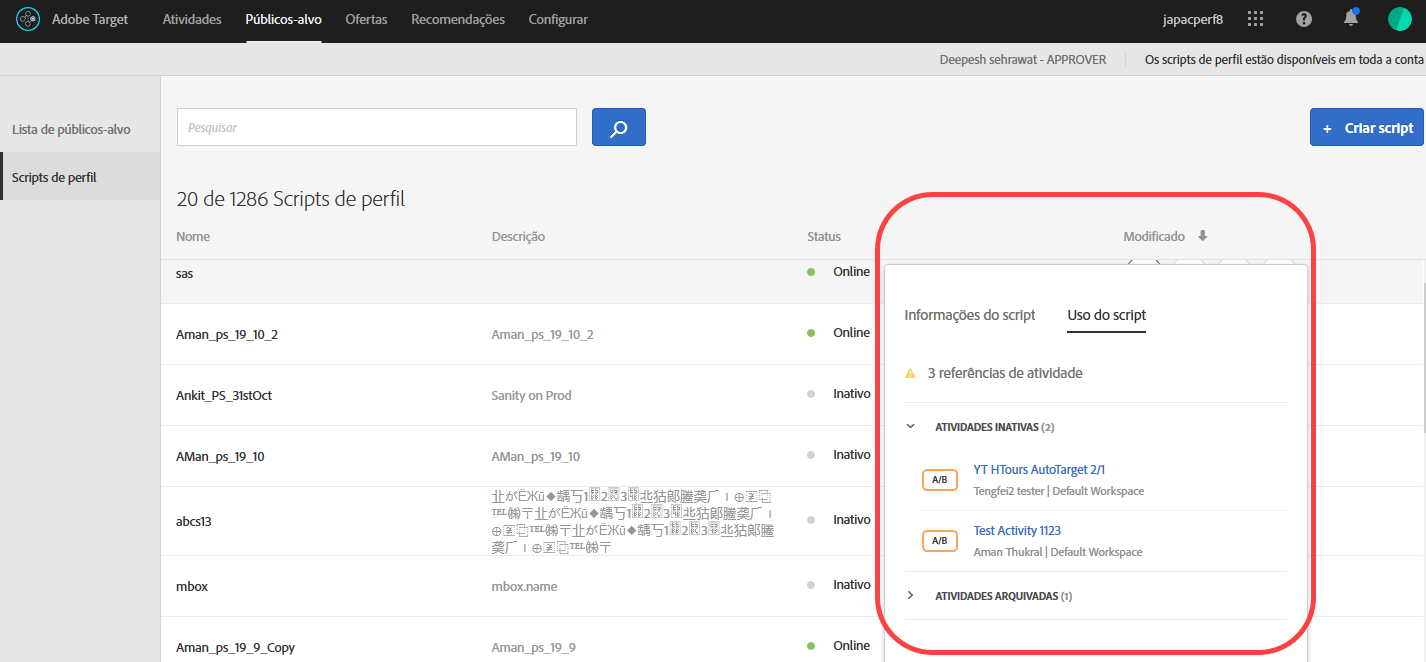 Adobe Target Atividades Públicos-alvo Ofertas Recomendações Configurar japacperf8
Deepesh sehrawat - APPROVER Os scripts de perfil estão disponíveis em toda a conta
Lista de públicos-alvo
Scripts de perfil
Pesquisar
+ Criar script
20 de 1286 Scripts de perfil
Nome Descrição Status Modificado
sas Online
Aman_ps_19_10_2 Aman_ps_19_10_2 Online
Ankit_PS_31stOct Sanity on Prod Inativo
AMan_ps_19_10 AMan_ps_19_10 Inativo
abcs13 Inativo
mbox mbox.name Inativo
Aman_ps_19_9_Copy Aman_ps_19_9 Online
Informações do script Uso do script
3 referências de atividade
ATIVIDADES INATIVAS (2)
A/B YT HTours AutoTarget 2/1
Tengfei2 tester | Default Workspace
A/B Test Activity 1123
Aman Thukral | Default Workspace
ATIVIDADES ARQUIVADAS (1)